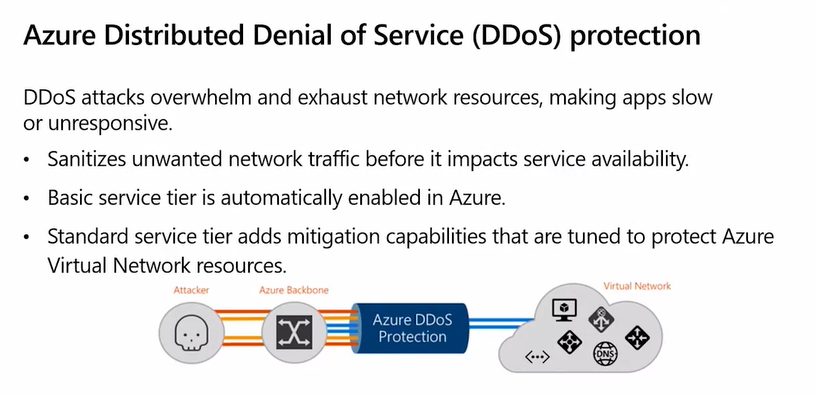 Azure Distributed Denial of Service (DDoS) protection
DDoS attacks overwhelm and exhaust network resources, making apps slow
or unresponsive.
• Sanitizes unwanted network traffic before it impacts service availability.
• Basic service tier is automatically enabled in Azure.
• Standard service tier adds mitigation capabilities that are tuned to protect Azure
Virtual Network resources.
Attacker
Azure Backbone
Virtual Network
Azure DDoS
Protection
DNS